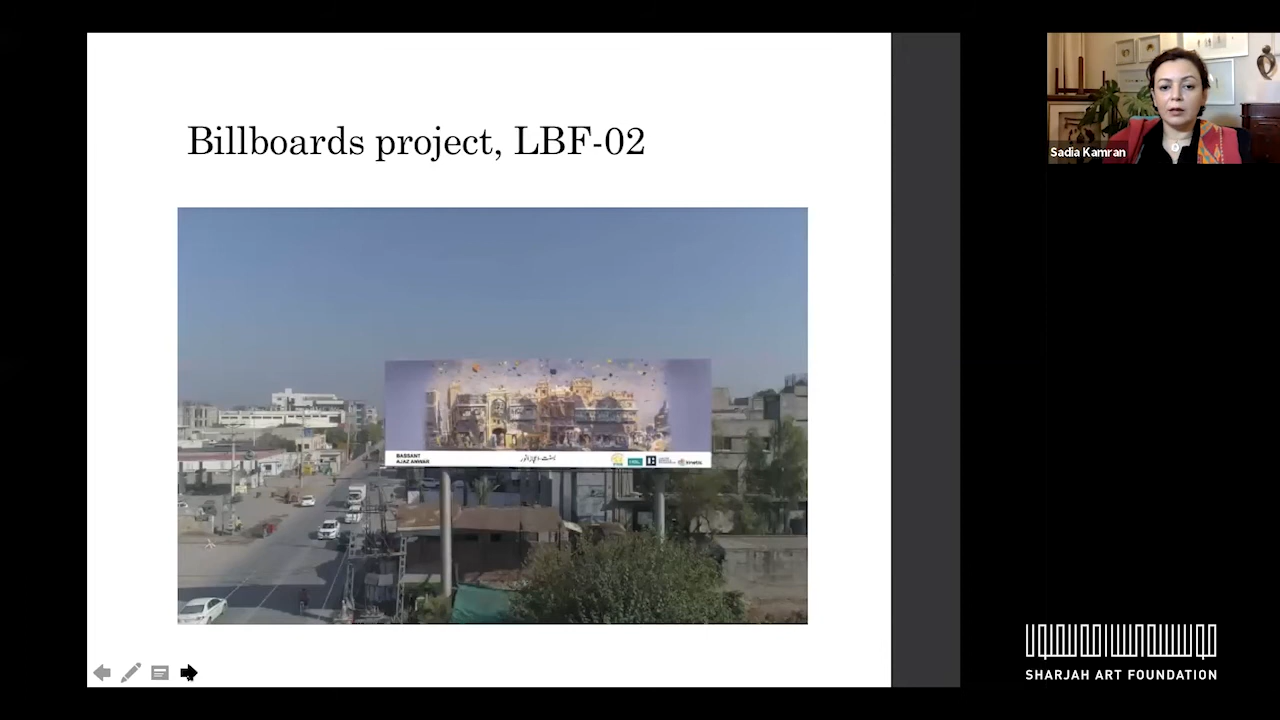 Billboards project, LBF-02
Sadia Kamran
BASSANT
AJAZ ANWAR
SHARJAH ART FOUNDATION